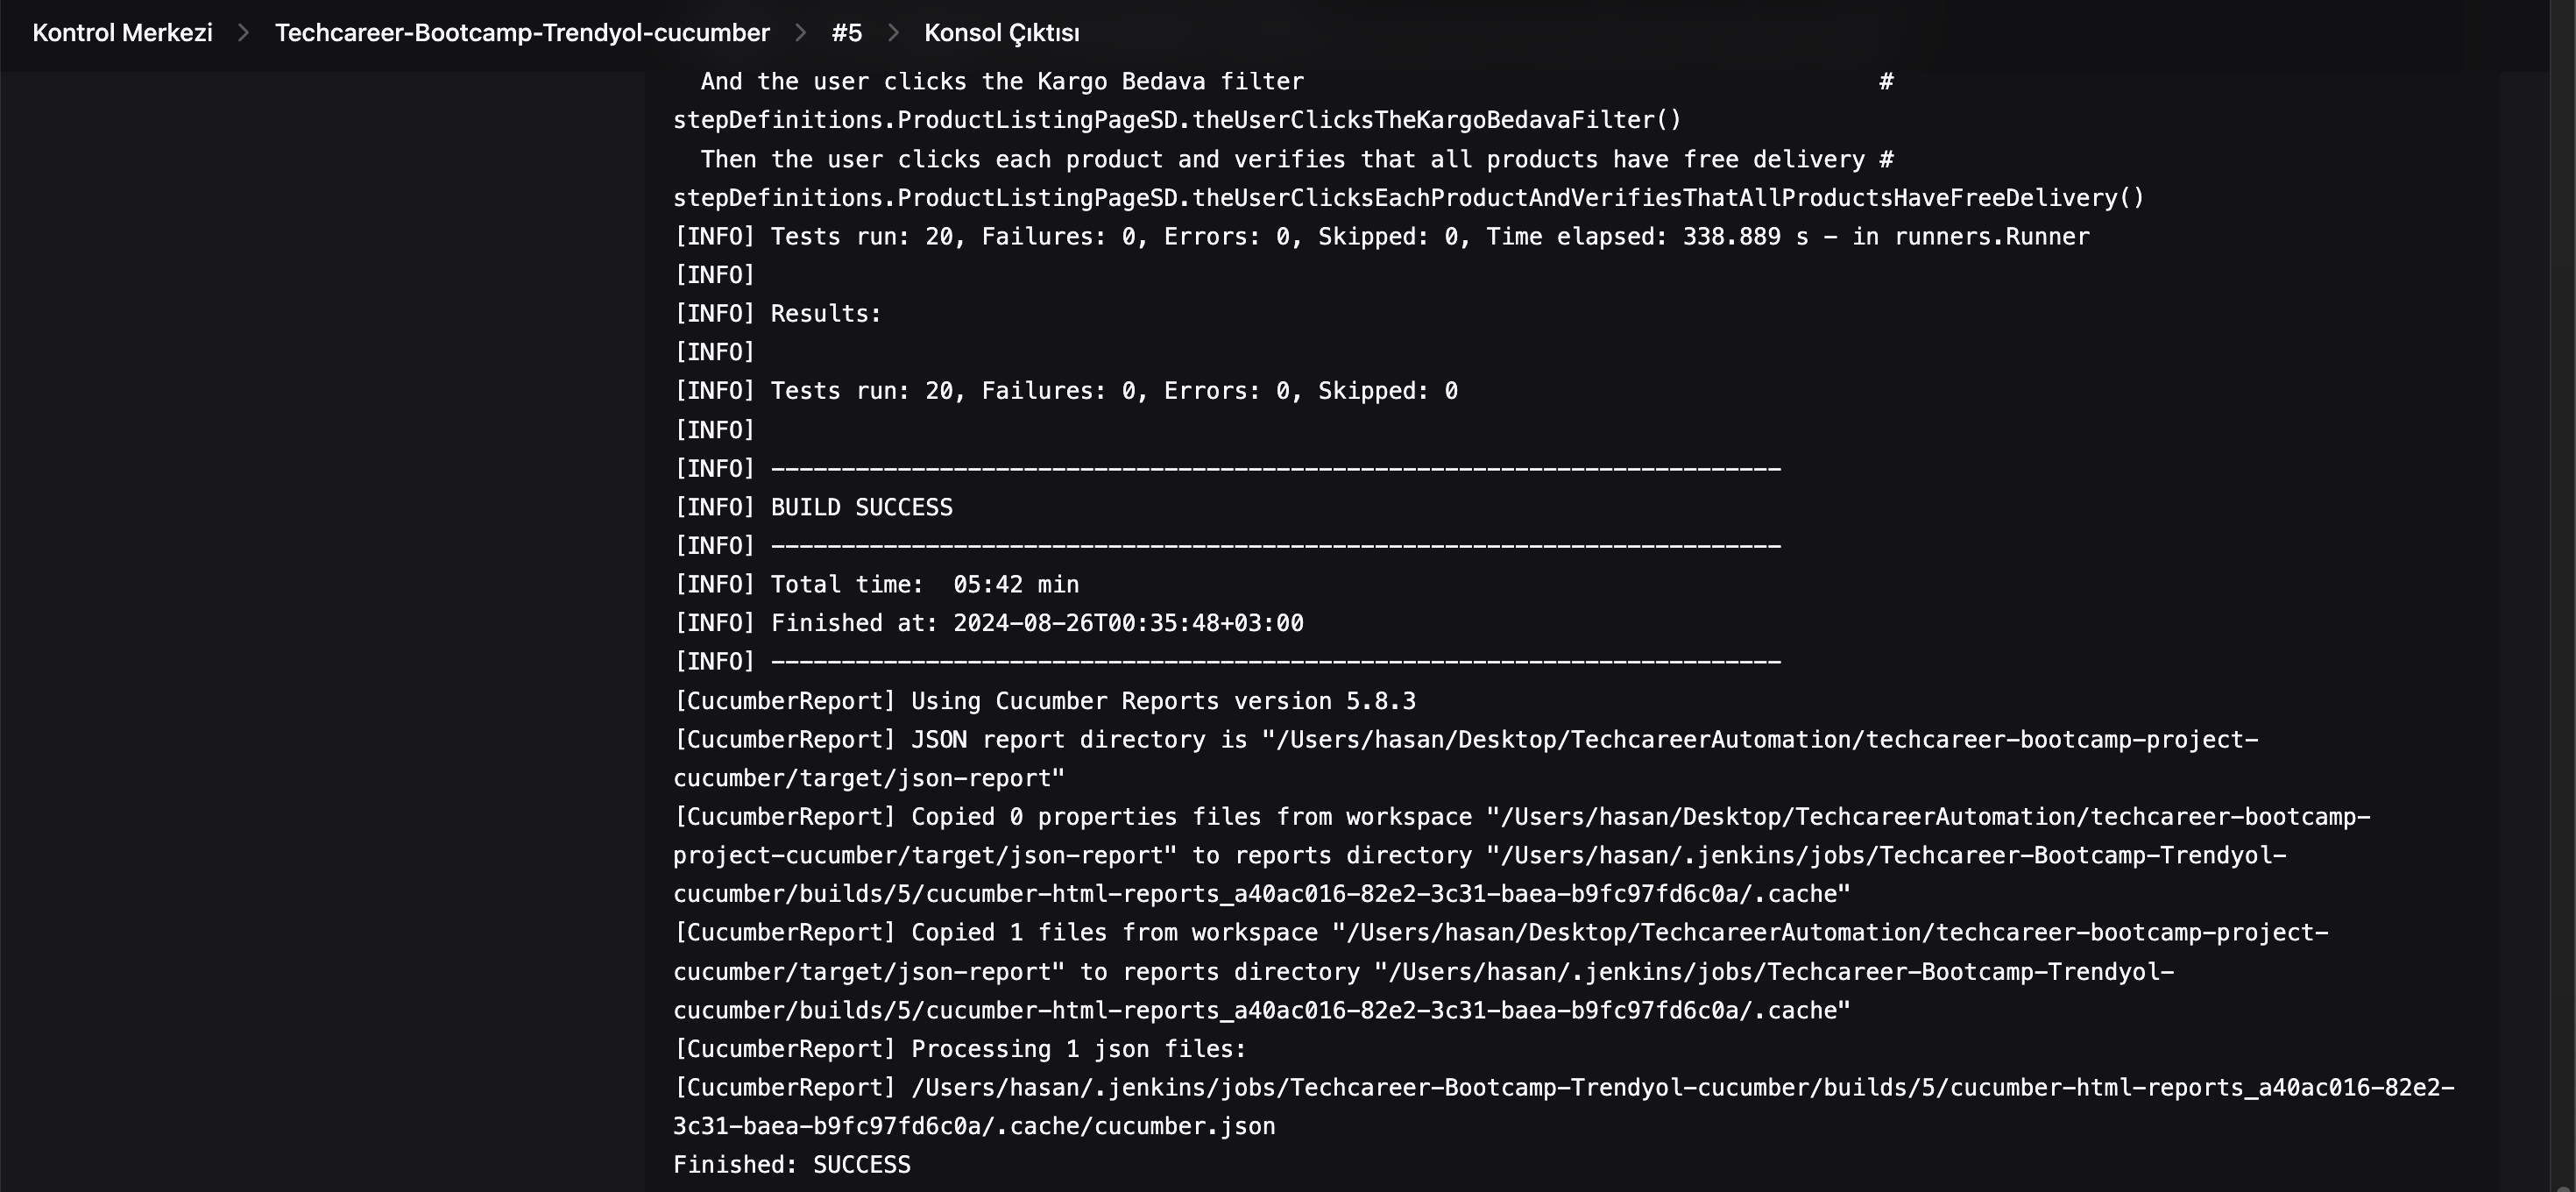 Kontrol Merkezi > Techcareer-Bootcamp-Trendyol-cucumber > #5 > Konsol Çıktısı
And the user clicks the Kargo Bedava filter #
stepDefinitions.ProductListingPageSD.theUserClicksTheKargoBedavaFilter()
Then the user clicks each product and verifies that all products have free delivery #
stepDefinitions.ProductListingPageSD.theUserClicksEachProductAndVerifiesThatAllProductsHaveFreeDelivery()
[INFO] Tests run: 20, Failures: 0, Errors: 0, Skipped: 0, Time elapsed: 338.889 s - in runners.Runner
[INFO]
[INFO] Results:
[INFO]
[INFO] Tests run: 20, Failures: 0, Errors: 0, Skipped: 0
[INFO]
[INFO] ------------------------------------------------------------------------
[INFO] BUILD SUCCESS
[INFO] ------------------------------------------------------------------------
[INFO] Total time:  05:42 min
[INFO] Finished at: 2024-08-26T00:35:48+03:00
[INFO] ------------------------------------------------------------------------
[CucumberReport] Using Cucumber Reports version 5.8.3
[CucumberReport] JSON report directory is "/Users/hasan/Desktop/TechcareerAutomation/techcareer-bootcamp-project-
cucumber/target/json-report"
[CucumberReport] Copied 0 properties files from workspace "/Users/hasan/Desktop/TechcareerAutomation/techcareer-bootcamp-
project-cucumber/target/json-report" to reports directory "/Users/hasan/.jenkins/jobs/Techcareer-Bootcamp-Trendyol-
cucumber/builds/5/cucumber-html-reports_a40ac016-82e2-3c31-baea-b9fc97fd6c0a/.cache"
[CucumberReport] Copied 1 files from workspace "/Users/hasan/Desktop/TechcareerAutomation/techcareer-bootcamp-project-
cucumber/target/json-report" to reports directory "/Users/hasan/.jenkins/jobs/Techcareer-Bootcamp-Trendyol-
cucumber/builds/5/cucumber-html-reports_a40ac016-82e2-3c31-baea-b9fc97fd6c0a/.cache"
[CucumberReport] Processing 1 json files:
[CucumberReport] /Users/hasan/.jenkins/jobs/Techcareer-Bootcamp-Trendyol-cucumber/builds/5/cucumber-html-reports_a40ac016-82e2-
3c31-baea-b9fc97fd6c0a/.cache/cucumber.json
Finished: SUCCESS